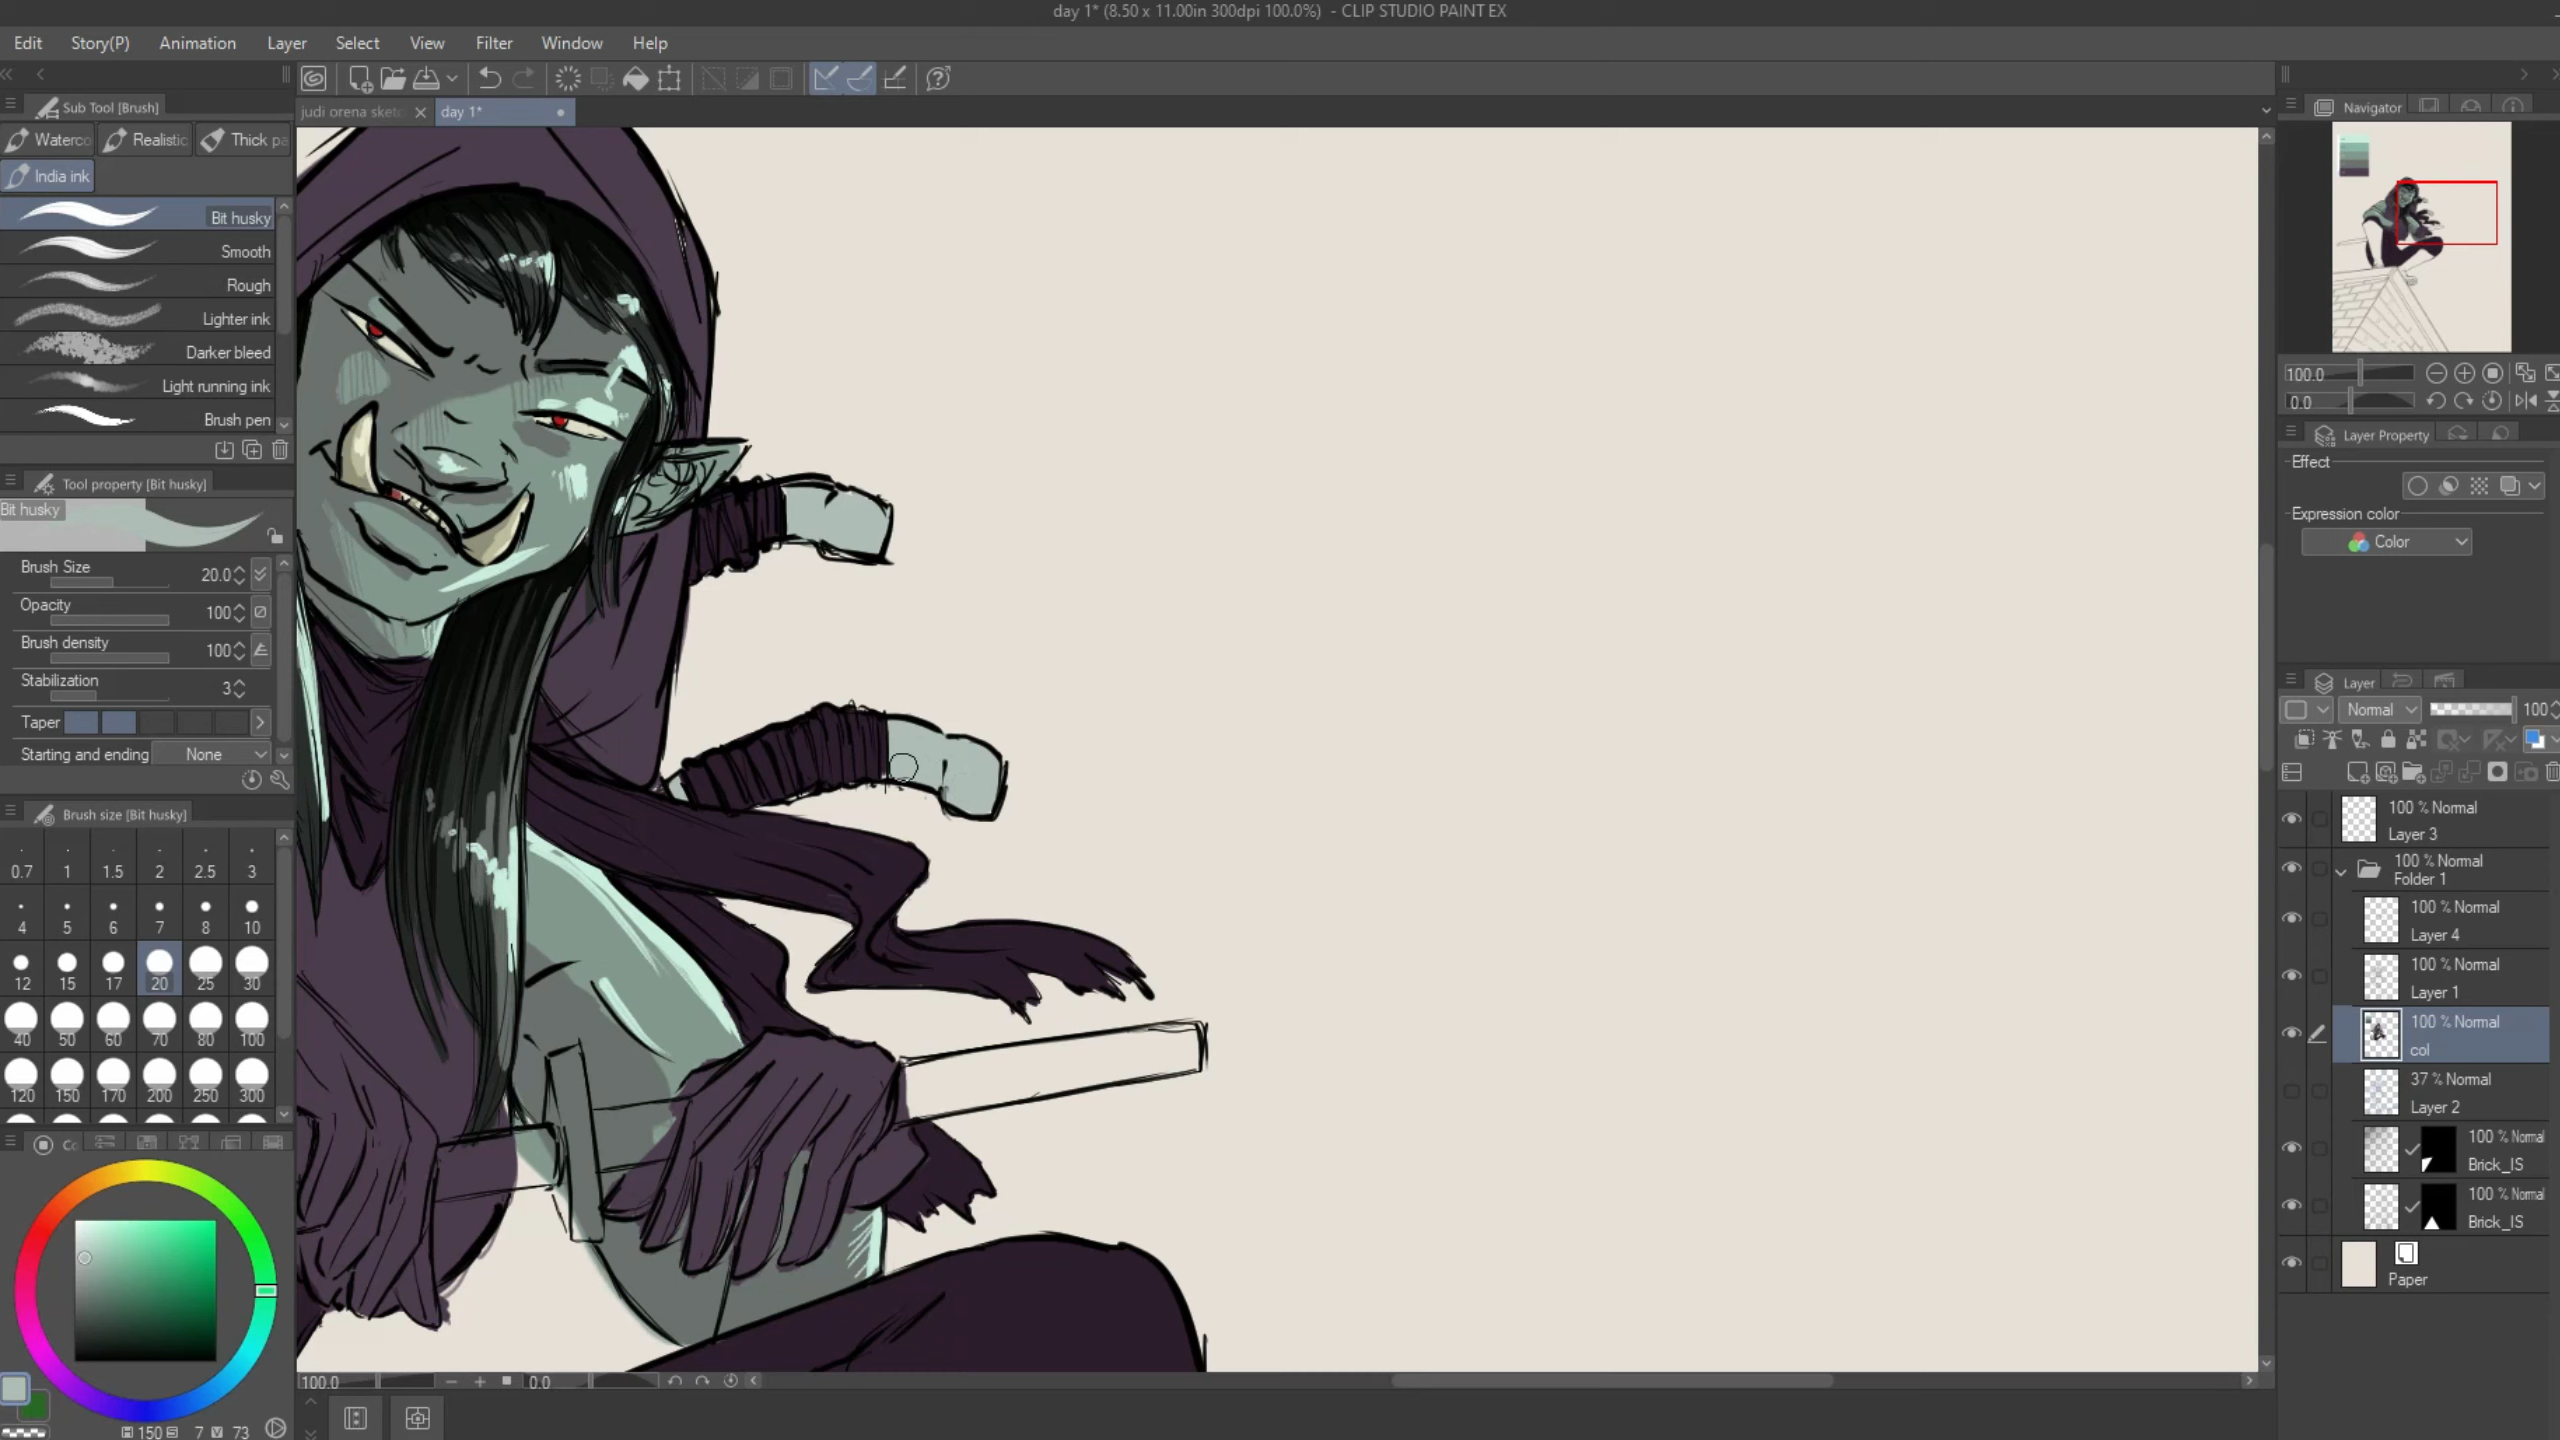 day 1* (8.50 x 11.00in 300dpi 100.0%) - CLIP STUDIO PAINT EX
Edit Story(P) Animation Layer Select View Filter Window Help
Sub Tool [Brush]
judi orena sketc day 1*
Waterco Realistic Thick pa
India ink
Bit husky
Smooth
Rough
Lighter ink
Darker bleed
Light running ink
Brush pen
Tool property [Bit husky]
Bit husky
Brush Size 20.0
Opacity 100
Brush density 100
Stabilization 3
Taper
Starting and ending None
Brush size [Bit husky]
0.7 1 1.5 2 2.5 3
4 5 6 7 8 10
12 15 17 20 25 30
40 50 60 70 80 100
120 150 170 200 250 300
Co
H 150 S 7 V 73
100.0 0.0
Navigator
100.0
0.0
Layer Property
Effect
Expression color
Color
Layer
Normal 100
100 % Normal
Layer 3
100 % Normal
Folder 1
100 % Normal
Layer 4
100 % Normal
Layer 1
100 % Normal
col
37 % Normal
Layer 2
100 % Normal
Brick_IS
100 % Normal
Brick_IS
Paper